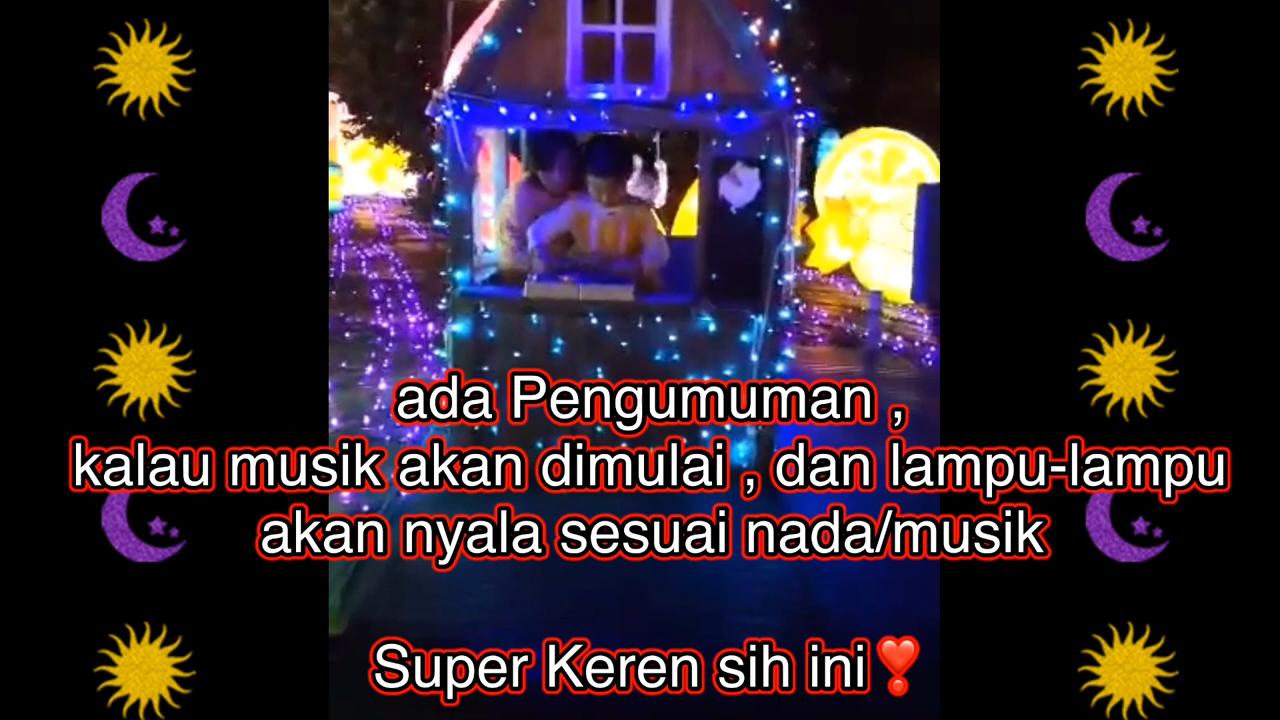 ada Pengumuman ,
kalau musik akan dimulai , dan lampu-lampu
akan nyala sesuai nada/musik
Super Keren sih ini❣️